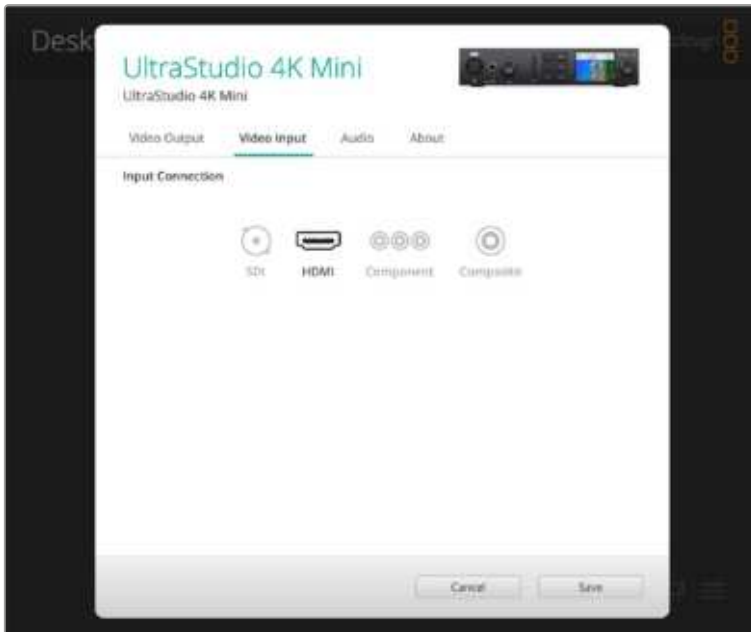 Desk
UltraStudio 4K Mini
UltraStudio 4K Mini
Video Output Video Input Audio About
Input Connection
SDI HDMI Component Composite
Cancel Save